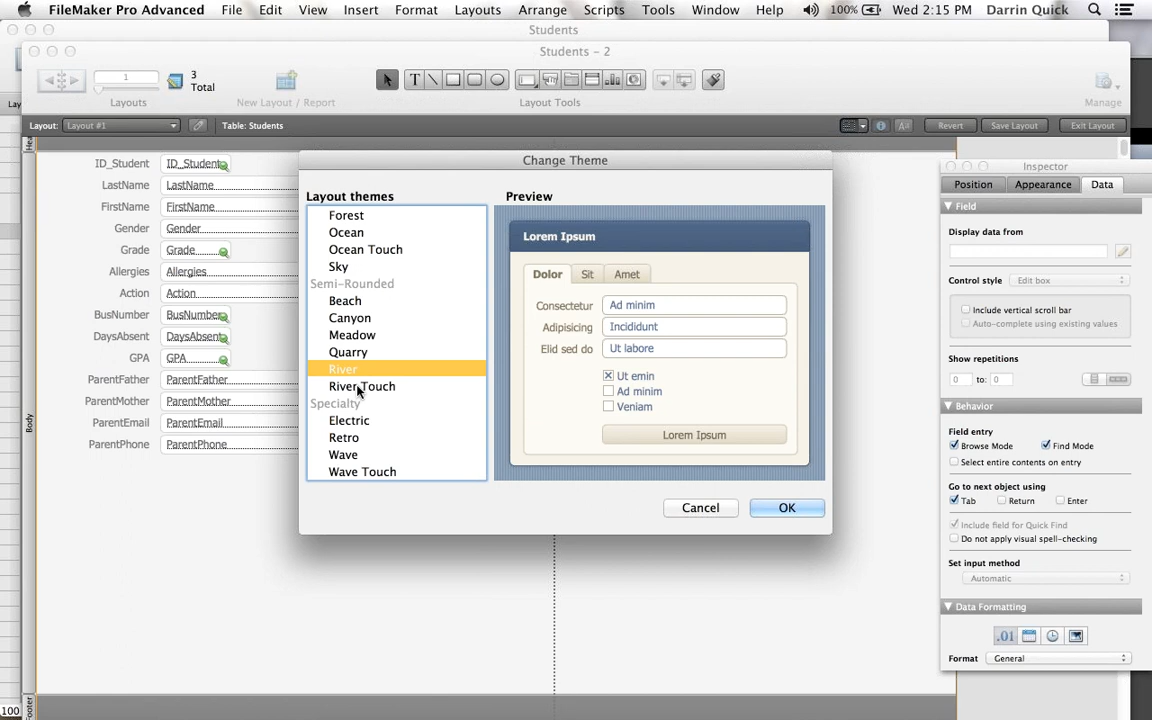 FileMaker Pro Advanced File Edit View Insert Format Layouts Arrange Scripts Tools Window Help 100% Wed 2:15 PM Darrin Quick
Students
Students - 2
1
3
Total
Layouts
New Layout / Report
Layout Tools
Manage
Lay
Layout: Layout #1 Table: Students
Revert Save Layout Exit Layout
ID_Student ID_Student
LastName LastName
FirstName FirstName
Gender Gender
Grade Grade
Allergies Allergies
Action Action
BusNumber BusNumber
DaysAbsent DaysAbsent
GPA GPA
ParentFather ParentFather
ParentMother ParentMother
ParentEmail ParentEmail
ParentPhone ParentPhone
Body
Footer
100
Change Theme
Layout themes
Forest
Ocean
Ocean Touch
Sky
Semi-Rounded
Beach
Canyon
Meadow
Quarry
River
River Touch
Specialty
Electric
Retro
Wave
Wave Touch
Preview
Lorem Ipsum
Dolor Sit Amet
Consectetur Ad minim
Adipisicing Incididunt
Elid sed do Ut labore
Ut emin
Ad minim
Veniam
Lorem Ipsum
Cancel OK
Inspector
Position Appearance Data
Field
Display data from
Control style Edit box
Include vertical scroll bar
Auto-complete using existing values
Show repetitions
0 to: 0
Behavior
Field entry
Browse Mode Find Mode
Select entire contents on entry
Go to next object using
Tab Return Enter
Include field for Quick Find
Do not apply visual spell-checking
Set input method
Automatic
Data Formatting
.01
Format General